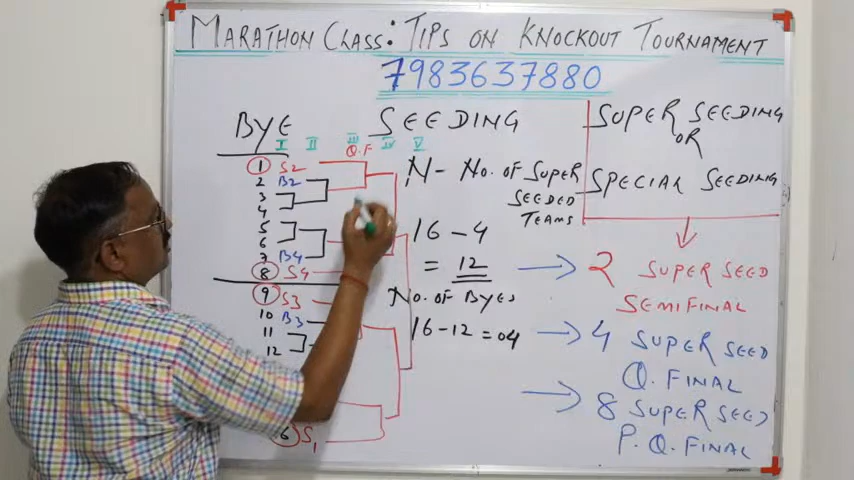 MARATHON CLASS: TIPS ON KNOCKOUT TOURNAMENT
7983637880
BYE
SEEDING
I II III IV V
Q.F
1 S2
2 B2
3
4
5
6
7 B4
8 S4
9 S3
10 B3
11
12
6 S1
N - NO. OF SUPER
SEEDED
TEAMS
16 - 4
= 12
NO. OF BYES
16-12 = 04
SUPER SEEDING
OR
SPECIAL SEEDING
2 SUPER SEED
SEMIFINAL
4 SUPER SEED
Q. FINAL
8 SUPER SEED
P. Q. FINAL